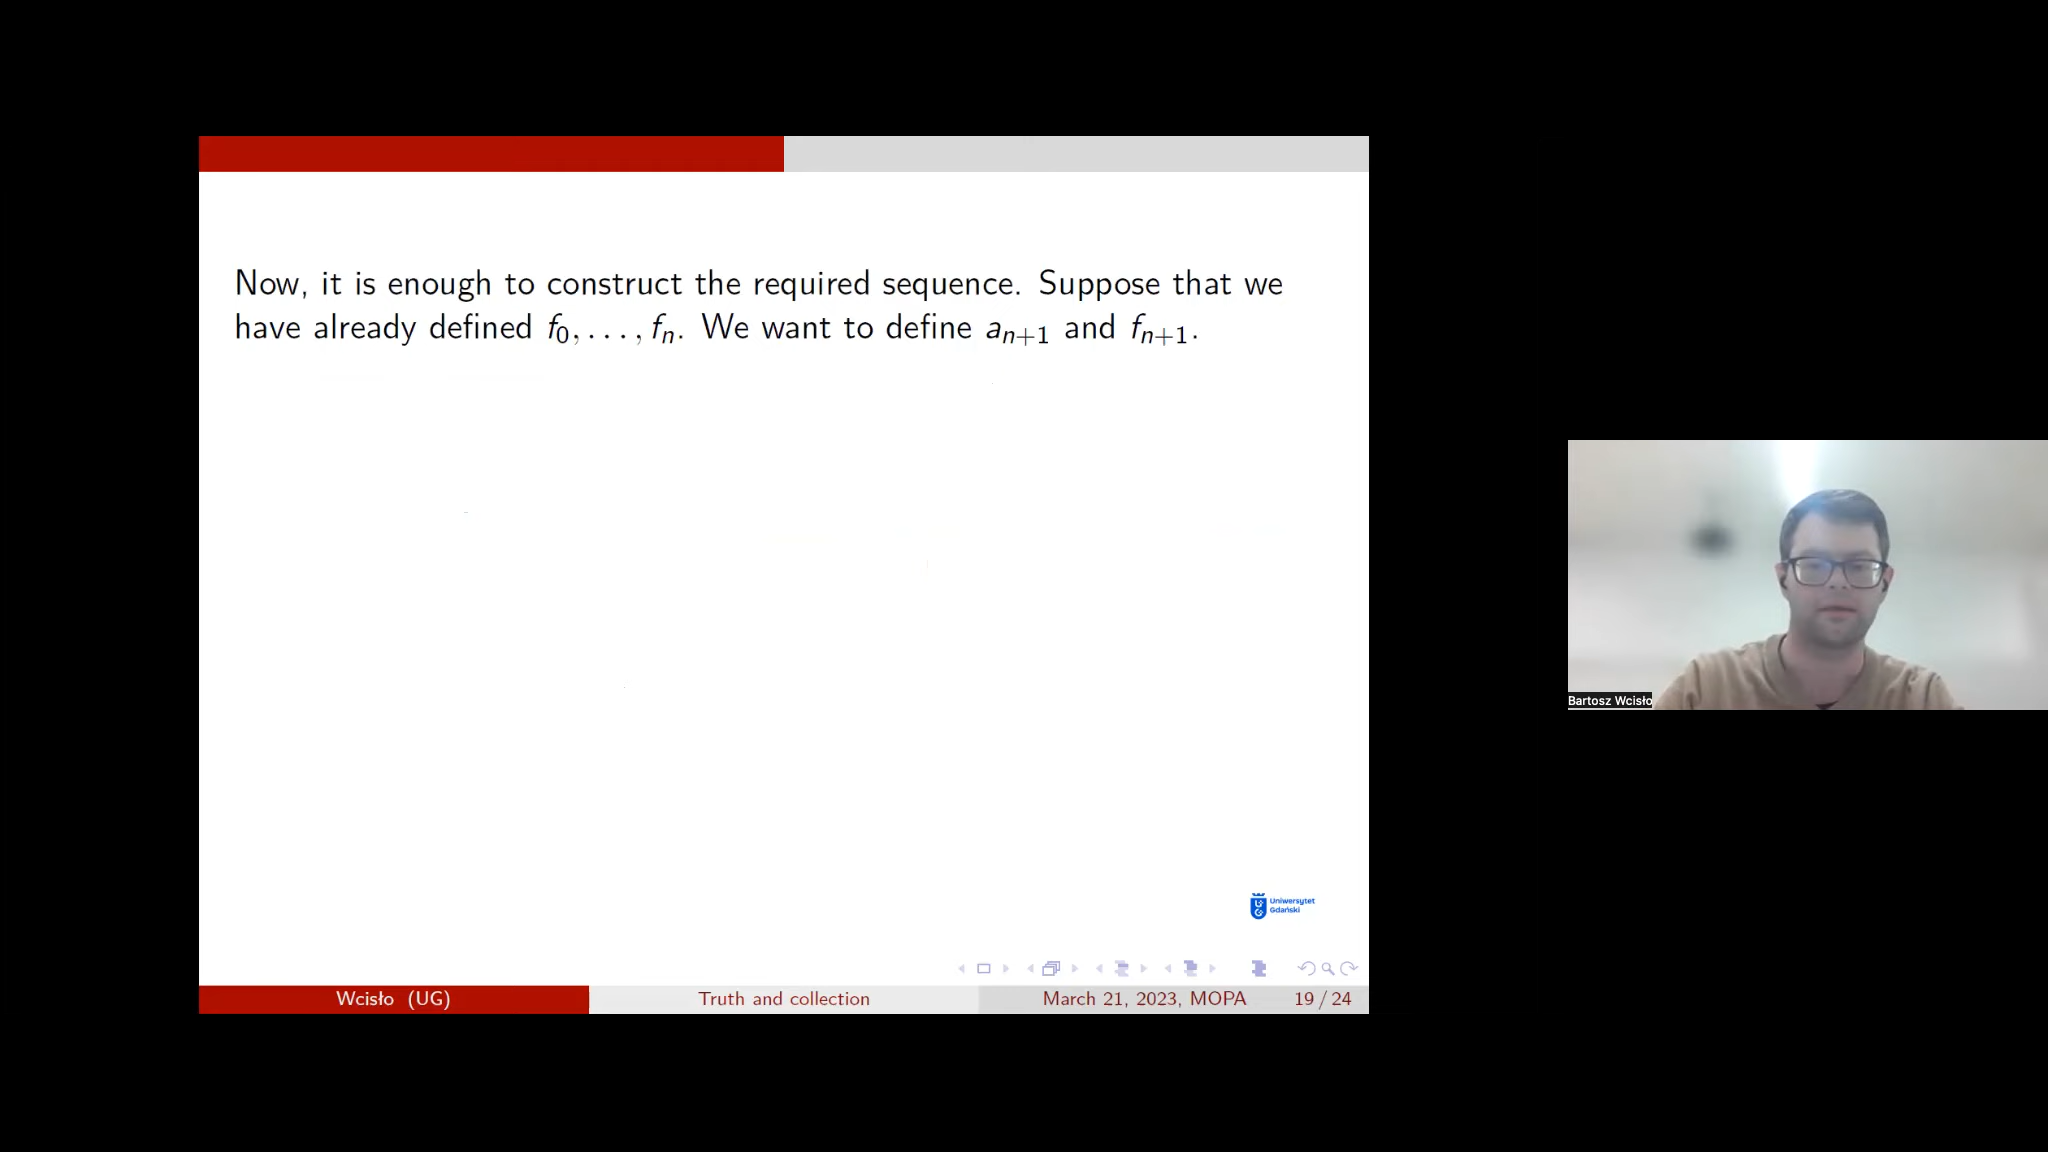 Now, it is enough to construct the required sequence. Suppose that we
have already defined f₀, . . . , fₙ. We want to define aₙ₊₁ and fₙ₊₁.
Bartosz Wcisło
Uniwersytet
Gdański
Wcisło (UG) Truth and collection March 21, 2023, MOPA 19 / 24